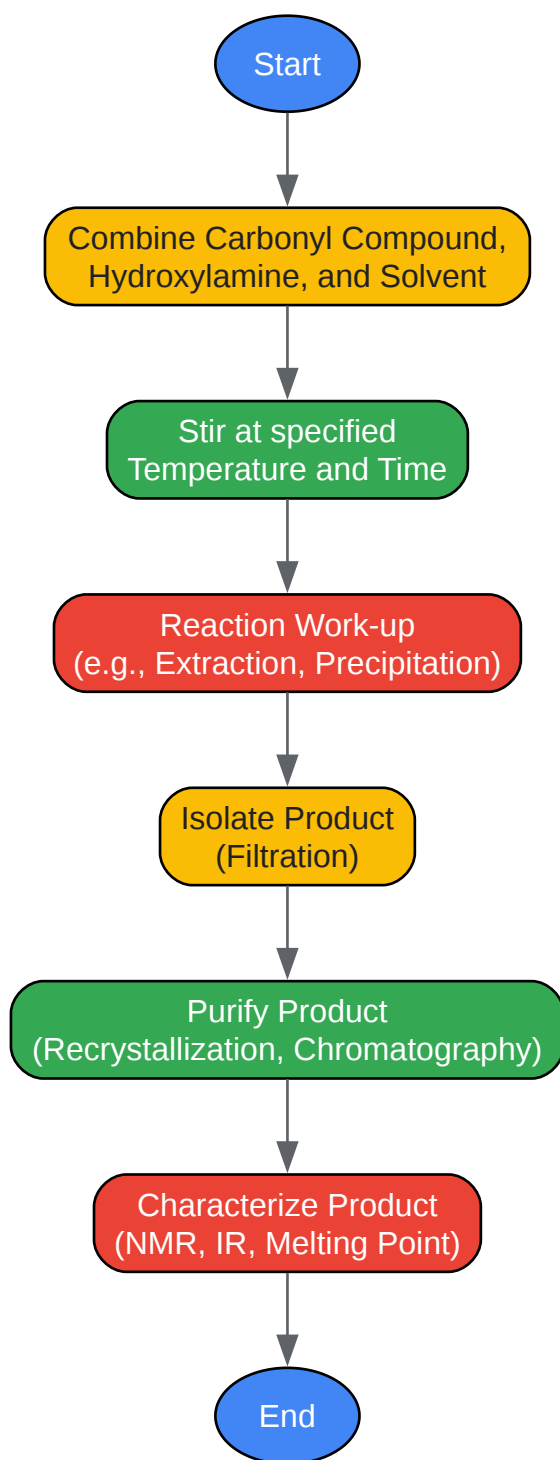 Start
Combine Carbonyl Compound,
Hydroxylamine, and Solvent
Stir at specified
Temperature and Time
Reaction Work-up
(e.g., Extraction, Precipitation)
Isolate Product
(Filtration)
Purify Product
(Recrystallization, Chromatography)
Characterize Product
(NMR, IR, Melting Point)
End